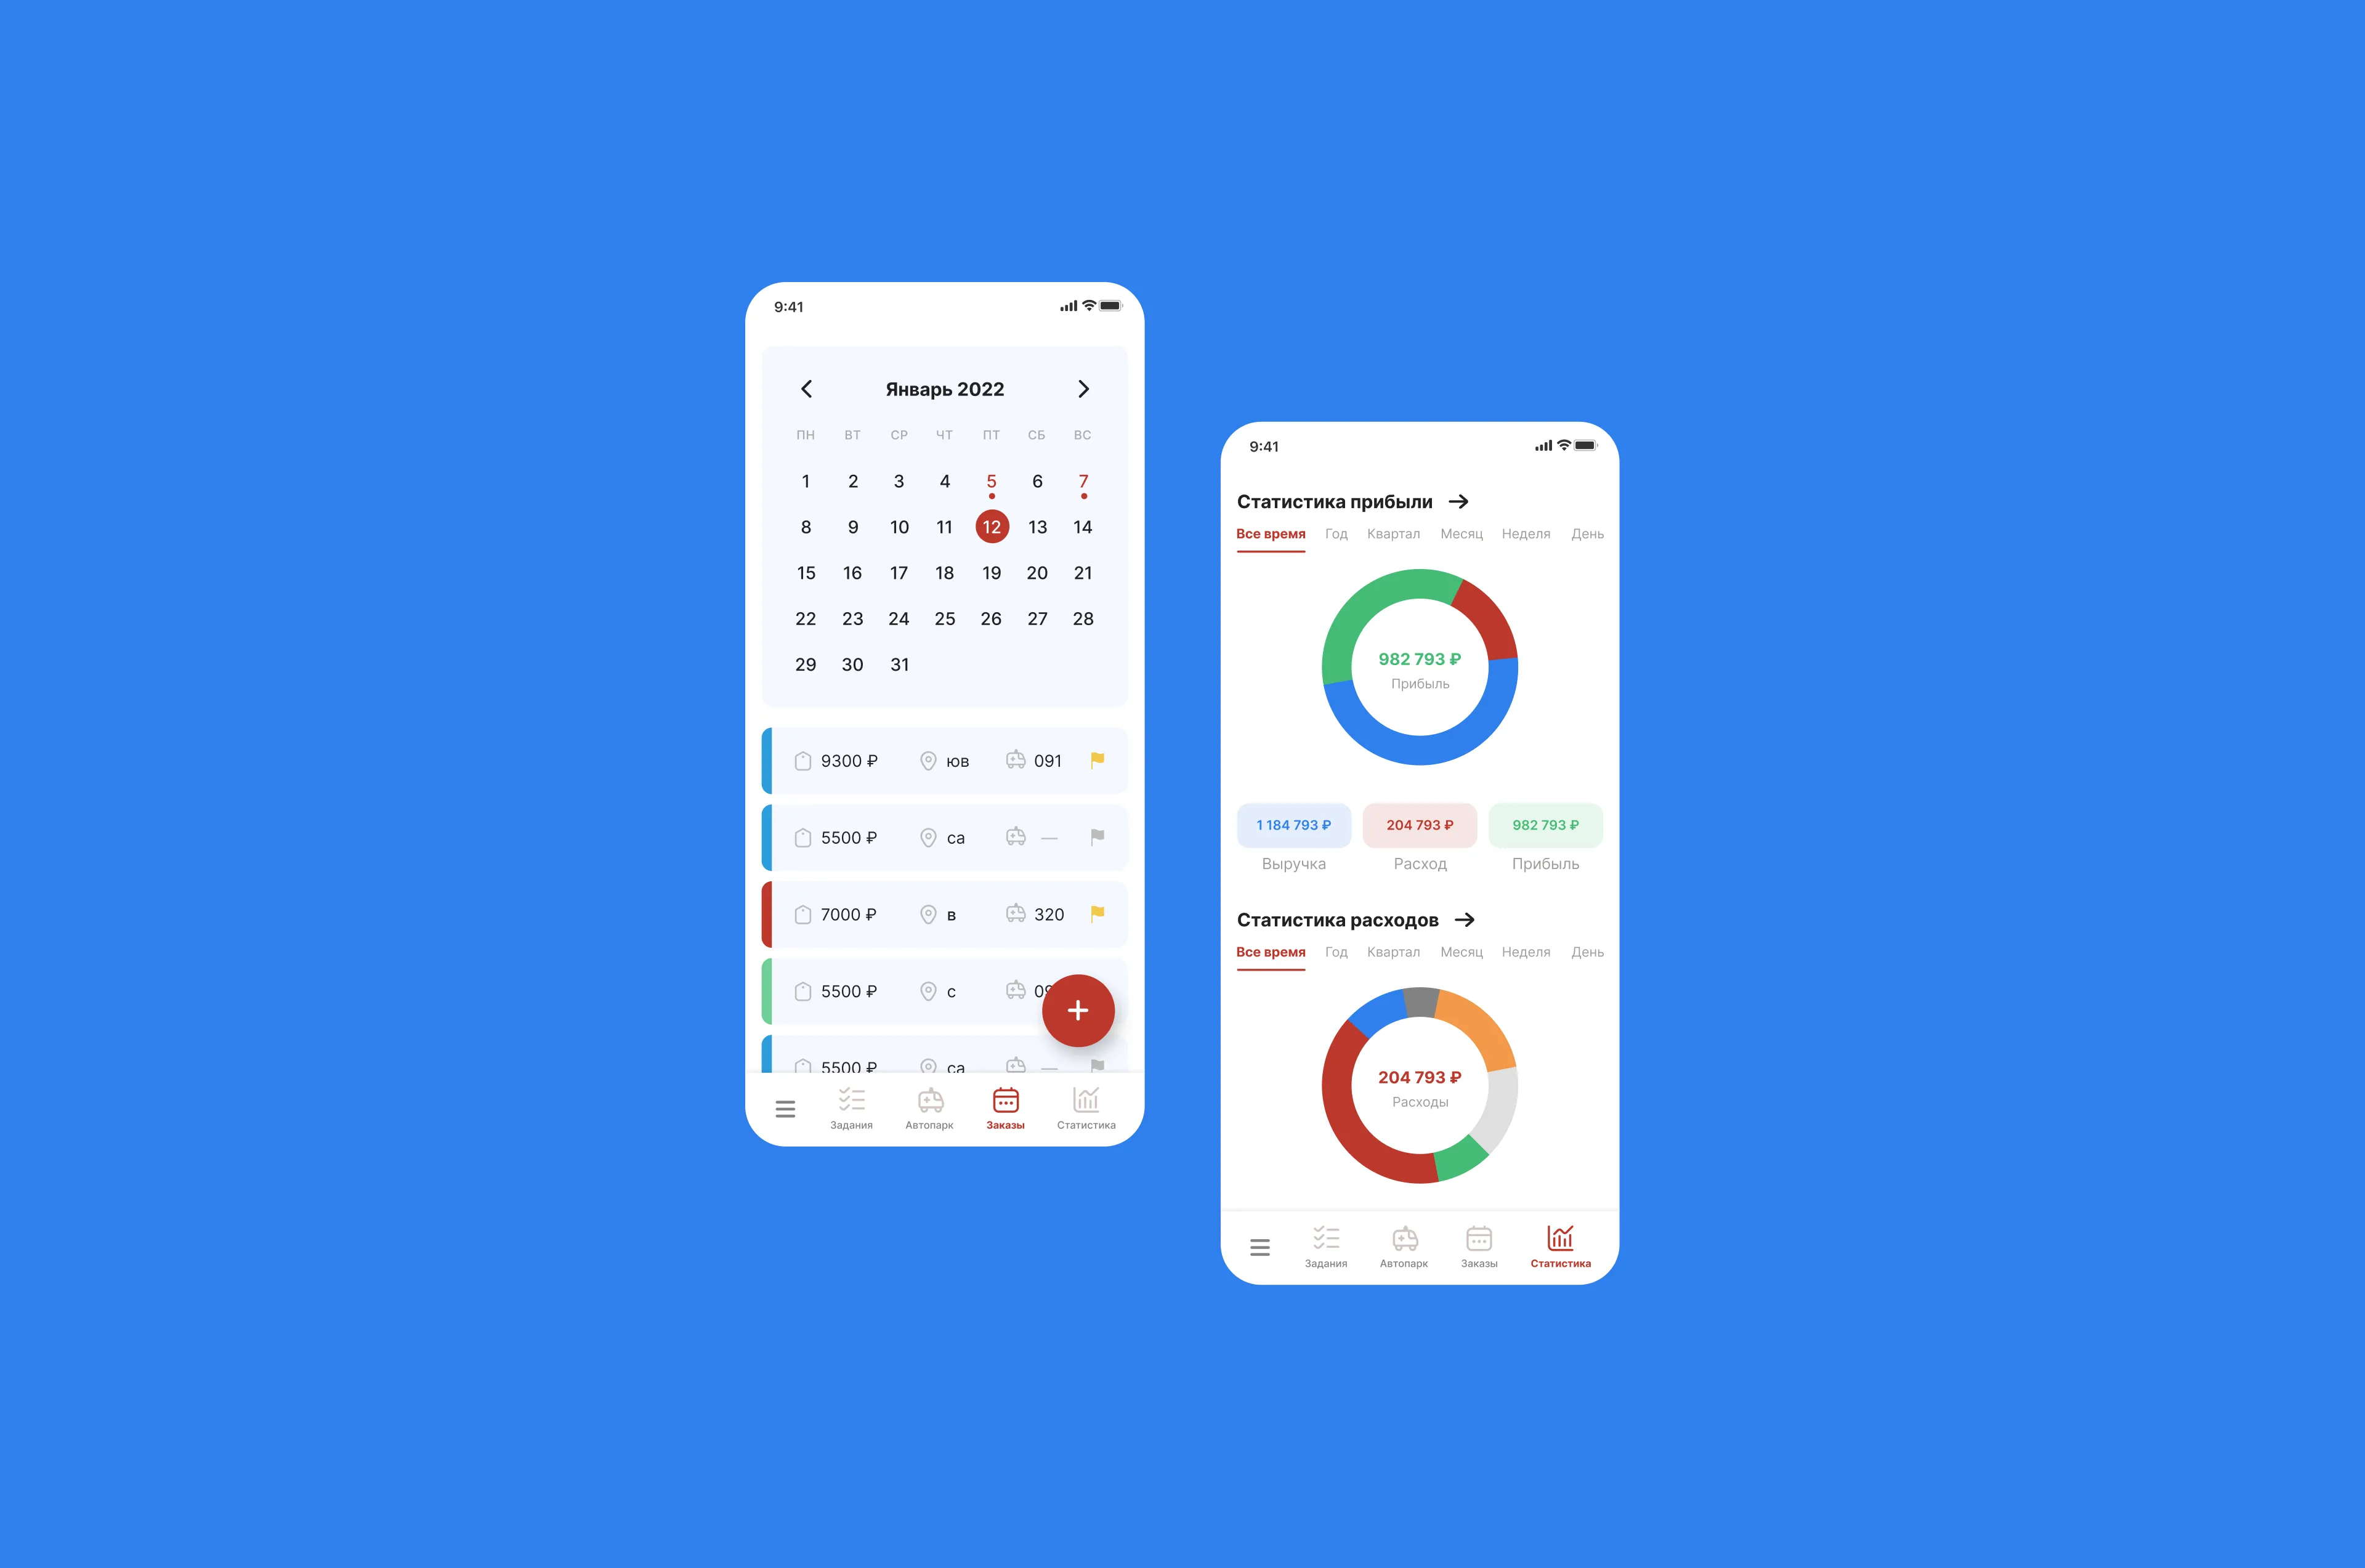 9:41
Январь 2022
ПН ВТ СР ЧТ ПТ СБ ВС
1 2 3 4 5 6 7
8 9 10 11 12 13 14
15 16 17 18 19 20 21
22 23 24 25 26 27 28
29 30 31
9300 ₽ юв 091
5500 ₽ са —
7000 ₽ в 320
5500 ₽ с
5500 ₽ са —
Задания Автопарк Заказы Статистика
9:41
Статистика прибыли →
Все время Год Квартал Месяц Неделя День
982 793 ₽
Прибыль
1 184 793 ₽ 204 793 ₽ 982 793 ₽
Выручка Расход Прибыль
Статистика расходов →
Все время Год Квартал Месяц Неделя День
204 793 ₽
Расходы
Задания Автопарк Заказы Статистика